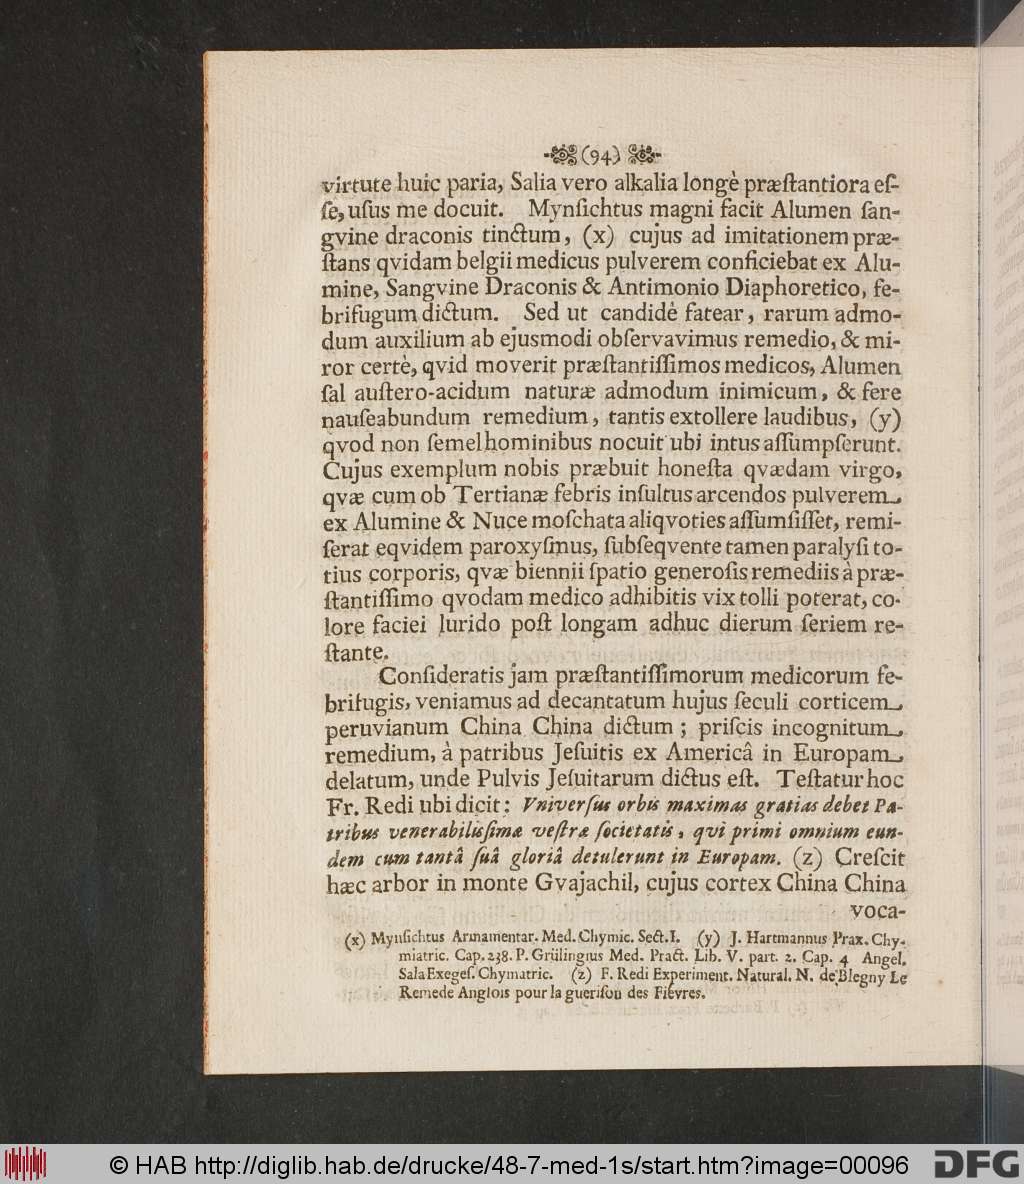 (94)
virtute huic paria, Salia vero alkalia longè præſtantiora eſ-
ſe, uſus me docuit. Mynſichtus magni facit Alumen ſan-
gvine draconis tinctum, (x) cujus ad imitationem præ-
ſtans qvidam belgii medicus pulverem conficiebat ex Alu-
mine, Sangvine Draconis & Antimonio Diaphoretico, fe-
brifugum dictum. Sed ut candidè fatear, rarum admo-
dum auxilium ab ejusmodi obſervavimus remedio, & mi-
ror certè, qvid moverit præſtantiſſimos medicos, Alumen
ſal auſtero-acidum naturæ admodum inimicum, & fere
nauſeabundum remedium, tantis extollere laudibus, (y)
qvod non ſemel hominibus nocuit ubi intus aſſumpſerunt.
Cujus exemplum nobis præbuit honeſta qvædam virgo,
qvæ cum ob Tertianæ febris inſultus arcendos pulverem
ex Alumine & Nuce moſchata aliqvoties aſſumſiſſet, remi-
ſerat eqvidem paroxyſmus, ſubſeqvente tamen paralyſi to-
tius corporis, qvæ biennii ſpatio generoſis remediis à præ-
ſtantiſſimo qvodam medico adhibitis vix tolli poterat, co-
lore faciei lurido poſt longam adhuc dierum ſeriem re-
ſtante.
Conſideratis jam præſtantiſſimorum medicorum fe-
brifugis, veniamus ad decantatum hujus ſeculi corticem
peruvianum China China dictum; priſcis incognitum
remedium, à patribus Jeſuitis ex Americâ in Europam
delatum, unde Pulvis Jeſuitarum dictus eſt. Teſtatur hoc
Fr. Redi ubi dicit: Vniverſus orbis maximas gratias debet Pa-
tribus venerabilisſimæ veſtræ ſocietatis, qvi primi omnium eun-
dem cum tantâ ſuâ gloriâ detulerunt in Europam. (z) Creſcit
hæc arbor in monte Gvajachil, cujus cortex China China
voca-
(x) Mynſichtus Armamentar. Med. Chymic. Sect. I. (y) J. Hartmannus Prax. Chy-
miatric. Cap. 238. P. Grülingius Med. Pract. Lib. V. part. 2. Cap. 4 Angel.
Sala Exegeſ. Chymatric. (z) F. Redi Experiment. Natural. N. de Blegny Le
Remede Anglois pour la gueriſon des Fiévres.
© HAB http://diglib.hab.de/drucke/48-7-med-1s/start.htm?image=00096
DFG